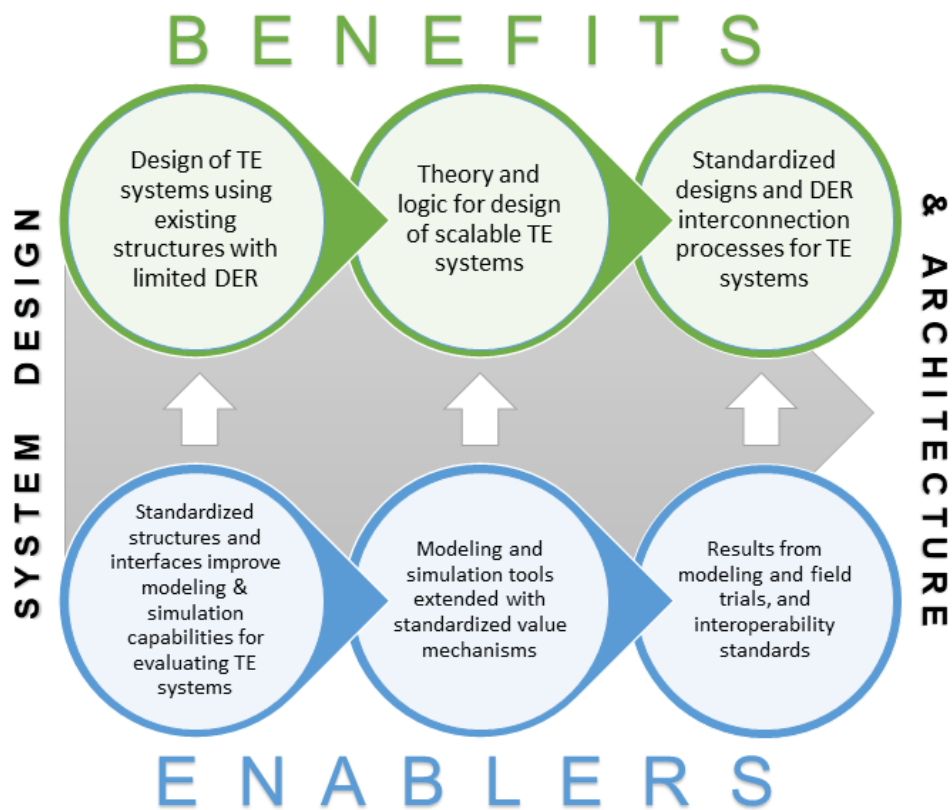 BENEFITS
Design of TE
systems using
existing
structures with
limited DER
Theory and
logic for design
of scalable TE
systems
Standardized
designs and DER
interconnection
processes for TE
systems
SYSTEM DESIGN
& ARCHITECTURE
Standardized
structures and
interfaces improve
modeling &
simulation
capabilities for
evaluating TE
systems
Modeling and
simulation tools
extended with
standardized value
mechanisms
Results from
modeling and field
trials, and
interoperability
standards
ENABLERS